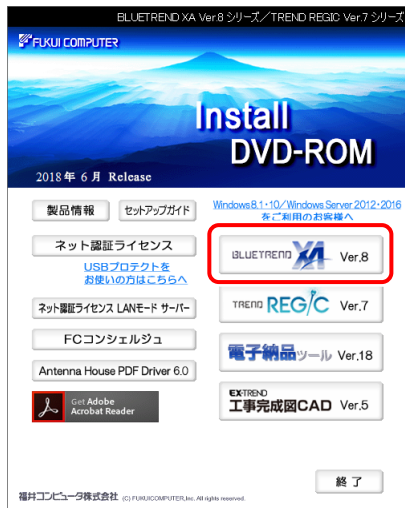 BLUETREND XA Ver.8 シリーズ／TREND REGIC Ver.7 シリーズ
FUKUI COMPUTER
Install
DVD-ROM
2018年 6月 Release
製品情報
セットアップガイド
Windows8.1・10／Windows Server 2012・2016
をご利用のお客様へ
ネット認証ライセンス
USBプロテクトを
お使いの方はこちらへ
BLUETREND XA Ver.8
ネット認証ライセンス LANモード サーバー
TREND REGIC Ver.7
FCコンシェルジュ
電子納品ツール Ver.18
Antenna House PDF Driver 6.0
Get Adobe
Acrobat Reader
EX-TREND
工事完成図CAD Ver.5
終了
福井コンピュータ株式会社 (C) FUKUICOMPUTER,Inc. All rights reserved.